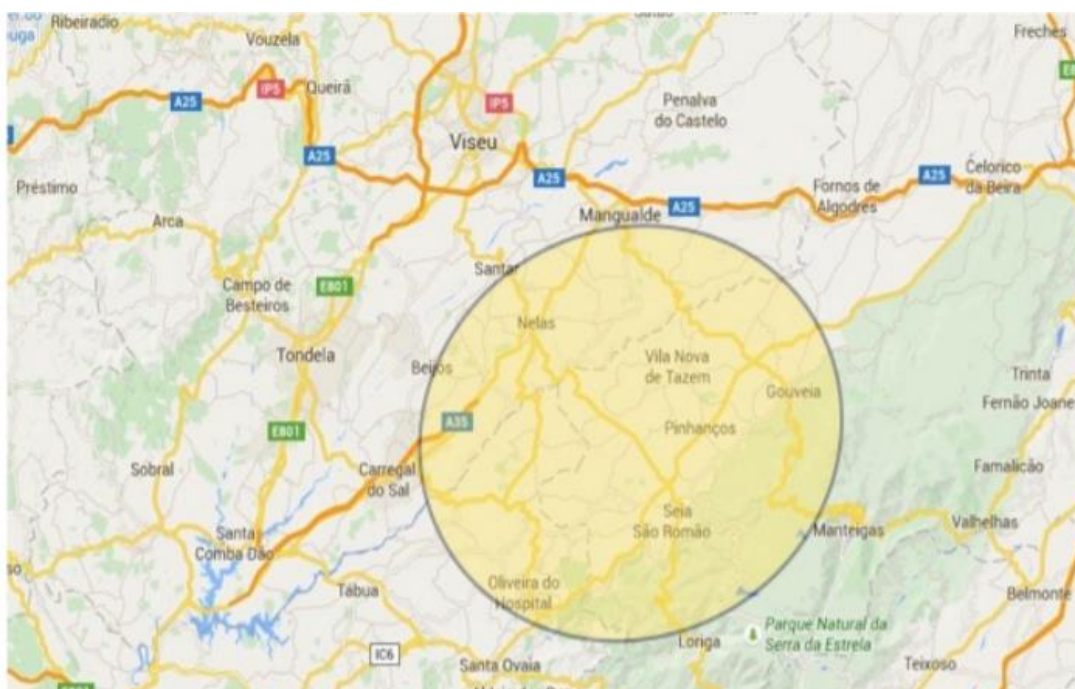 Ribeiradio
Vouzela
Freches
IP5
Queirã
A25
IP5
Penalva
do Castelo
Viseu
A25
A25
A25
Celorico
da Beira
Préstimo
Fornos de
Algodres
A25
Mangualde
Arca
Santar
Campo de
Besteiros
E801
Nelas
Tondela
Beijós
Vila Nova
de Tazem
Gouveia
Trinta
Fernão Joane
A35
E801
Pinhanços
Sobral
Carregal
do Sal
Famalicão
Seia
São Romão
Manteigas
Valhelhas
Santa
Comba Dão
Tábua
Oliveira do
Hospital
Belmonte
Parque Natural da
Serra da Estrela
Loriga
IC6
Santa Ovaia
Teixoso